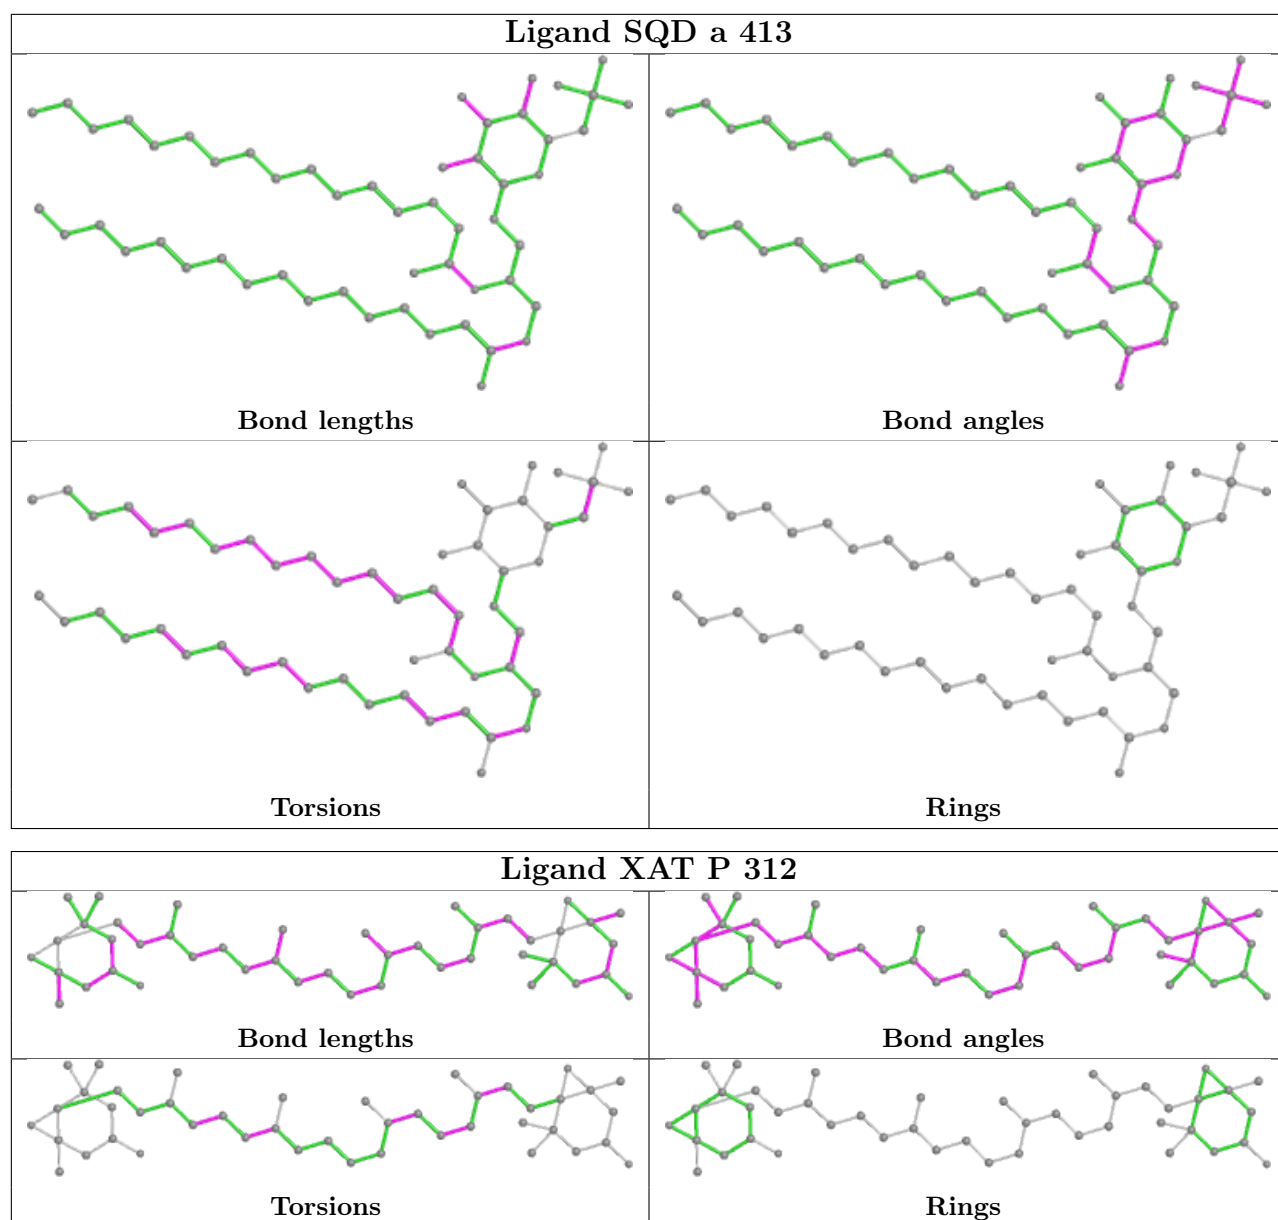 Ligand SQD a 413
Bond lengths
Bond angles
Torsions
Rings
Ligand XAT P 312
Bond lengths
Bond angles
Torsions
Rings